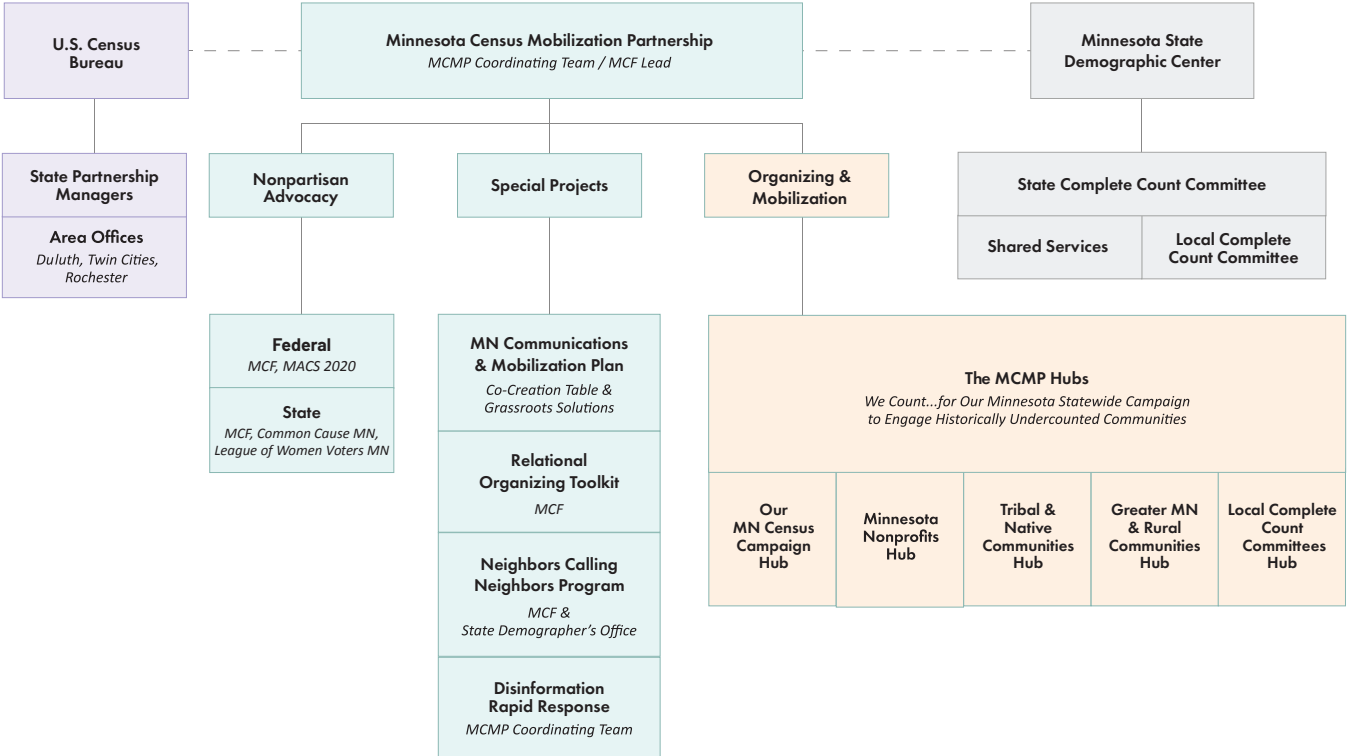 U.S. Census
Bureau
Minnesota Census Mobilization Partnership
MCMP Coordinating Team / MCF Lead
Minnesota State
Demographic Center
State Partnership
Managers
Area Offices
Duluth, Twin Cities,
Rochester
Nonpartisan
Advocacy
Special Projects
Organizing &
Mobilization
State Complete Count Committee
Shared Services
Local Complete
Count Committee
Federal
MCF, MACS 2020
State
MCF, Common Cause MN,
League of Women Voters MN
MN Communications
& Mobilization Plan
Co-Creation Table &
Grassroots Solutions
Relational
Organizing Toolkit
MCF
Neighbors Calling
Neighbors Program
MCF &
State Demographer’s Office
Disinformation
Rapid Response
MCMP Coordinating Team
The MCMP Hubs
We Count...for Our Minnesota Statewide Campaign
to Engage Historically Undercounted Communities
Our
MN Census
Campaign
Hub
Minnesota
Nonprofits
Hub
Tribal &
Native
Communities
Hub
Greater MN
& Rural
Communities
Hub
Local Complete
Count
Committees
Hub